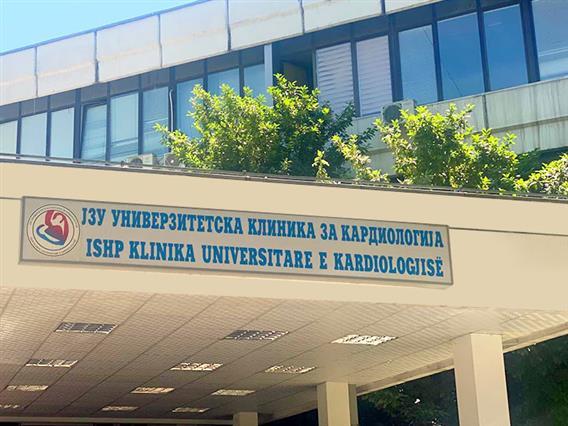 ЈЗУ УНИВЕРЗИТЕТСКА КЛИНИКА ЗА КАРДИОЛОГИЈА
ISHP KLINIKA UNIVERSITARE E KARDIOLOGJISË